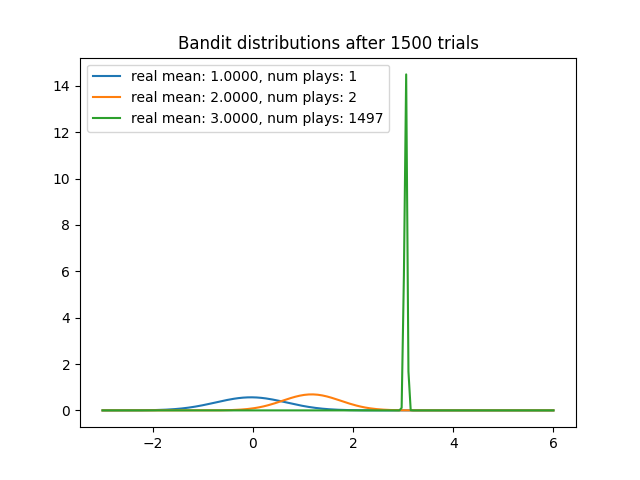 Bandit distributions after 1500 trials
real mean: 1.0000, num plays: 1
real mean: 2.0000, num plays: 2
real mean: 3.0000, num plays: 1497
14
12
10
8
6
4
2
0
−2 0 2 4 6